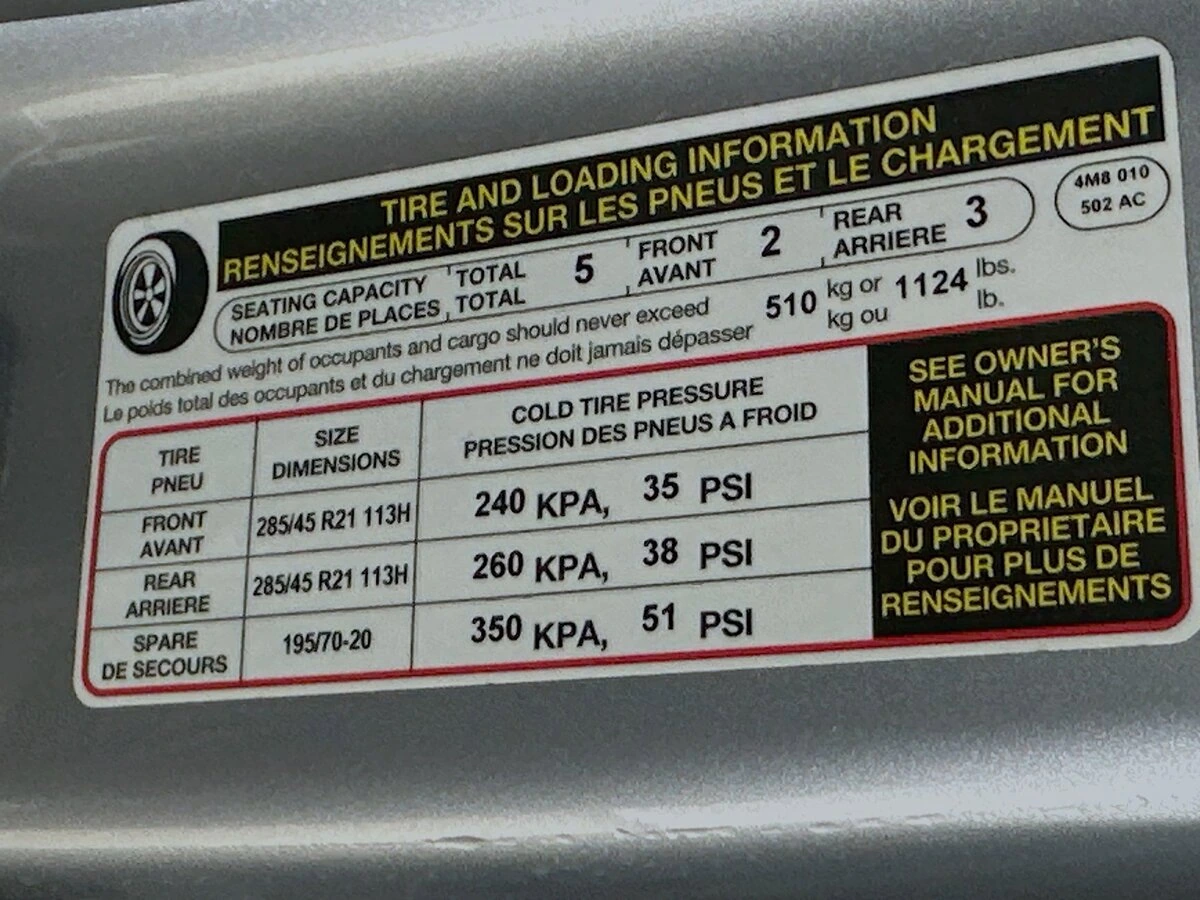 TIRE AND LOADING INFORMATION
RENSEIGNEMENTS SUR LES PNEUS ET LE CHARGEMENT
4M8 010
502 AC
SEATING CAPACITY TOTAL 5 FRONT 2 REAR 3
NOMBRE DE PLACES TOTAL AVANT ARRIERE
The combined weight of occupants and cargo should never exceed 510 kg or 1124 lbs.
Le poids total des occupants et du chargement ne doit jamais dépasser kg ou lb.
TIRE SIZE COLD TIRE PRESSURE
PNEU DIMENSIONS PRESSION DES PNEUS A FROID
FRONT 285/45 R21 113H 240 KPA, 35 PSI
AVANT
REAR 285/45 R21 113H 260 KPA, 38 PSI
ARRIERE
SPARE 195/70-20 350 KPA, 51 PSI
DE SECOURS
SEE OWNER'S
MANUAL FOR
ADDITIONAL
INFORMATION
VOIR LE MANUEL
DU PROPRIETAIRE
POUR PLUS DE
RENSEIGNEMENTS